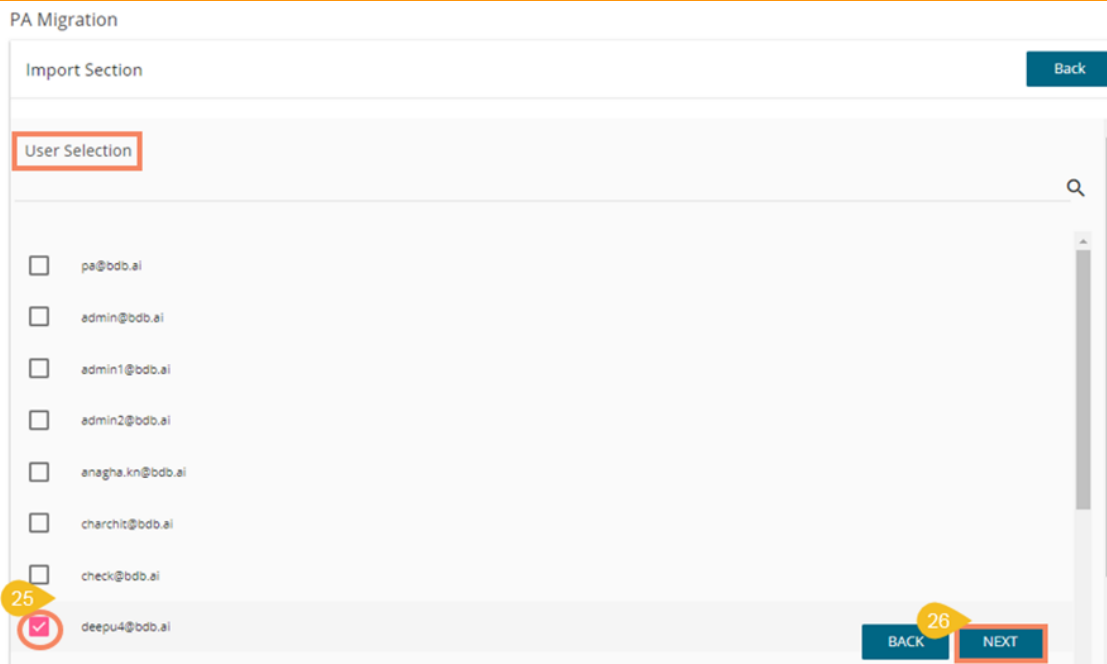 PA Migration
Import Section
Back
User Selection
pa@bdb.ai
admin@bdb.ai
admin1@bdb.ai
admin2@bdb.ai
anagha.kn@bdb.ai
charchit@bdb.ai
check@bdb.ai
25
deepu4@bdb.ai
26
BACK
NEXT